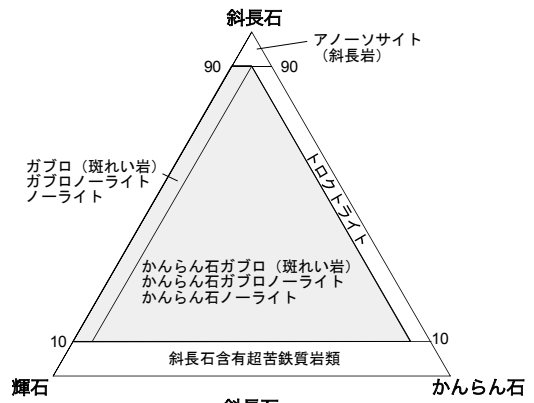 斜長石
アノーソサイト
（斜長岩）
90
90
ガブロ（斑れい岩）
ガブロノーライト
ノーライト
トロクトライト
かんらん石ガブロ（斑れい岩）
かんらん石ガブロノーライト
かんらん石ノーライト
10
10
斜長石含有超苦鉄質岩類
輝石
かんらん石
斜長石